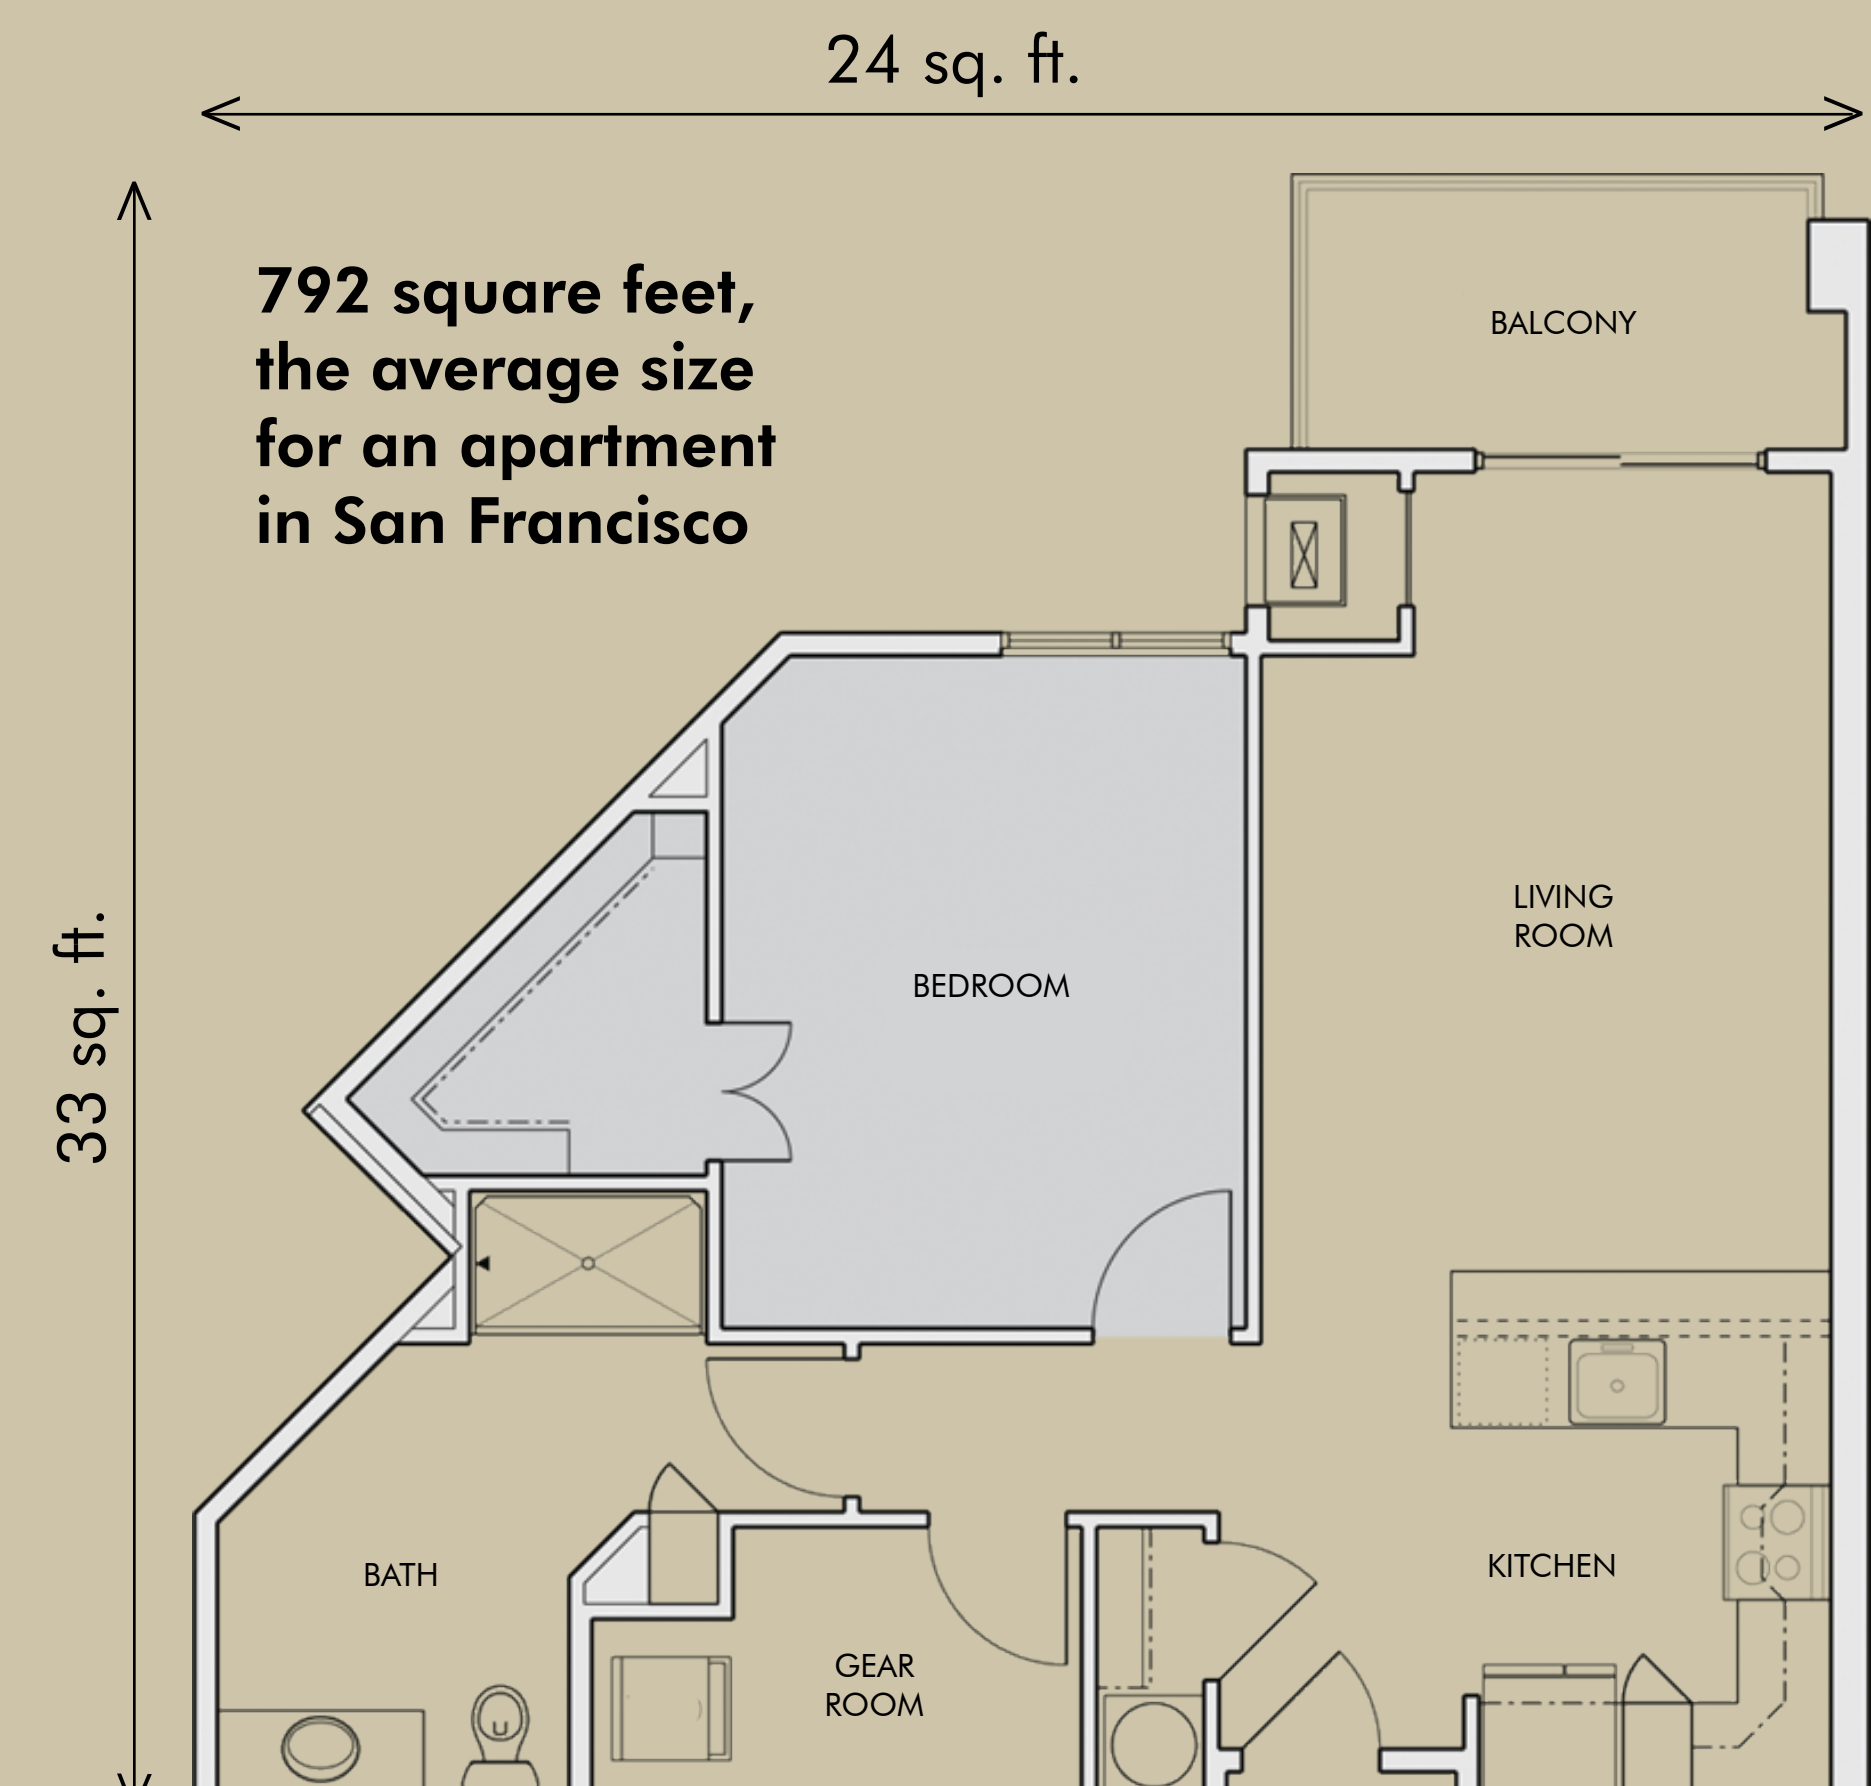 24 sq. ft.
792 square feet,
the average size
for an apartment
in San Francisco
BALCONY
33 sq. ft.
LIVING
ROOM
BEDROOM
BATH
KITCHEN
GEAR
ROOM